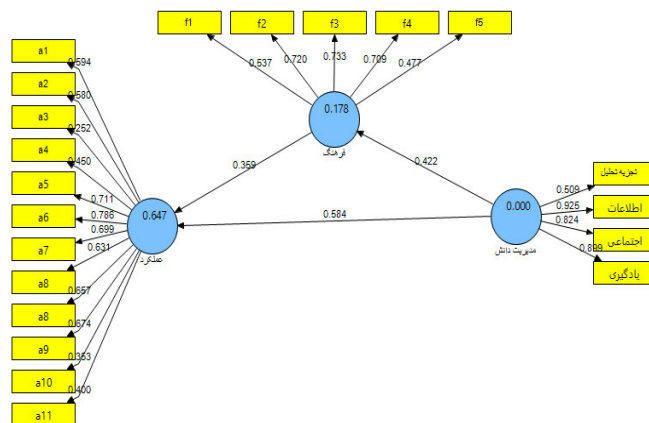 f1
f2
f3
f4
f5
0.537
0.720
0.733
0.709
0.477
0.178
فرهنگ
a1
a2
a3
a4
a5
a6
a7
a8
a8
a9
a10
a11
0.594
0.580
0.252
0.450
0.711
0.786
0.699
0.631
0.657
0.674
0.353
0.400
0.647
عملکرد
0.359
0.422
0.584
0.000
مدیریت دانش
0.509
0.925
0.824
0.899
تجزیه تحلیل
اطلاعات
اجتماعی
یادگیری